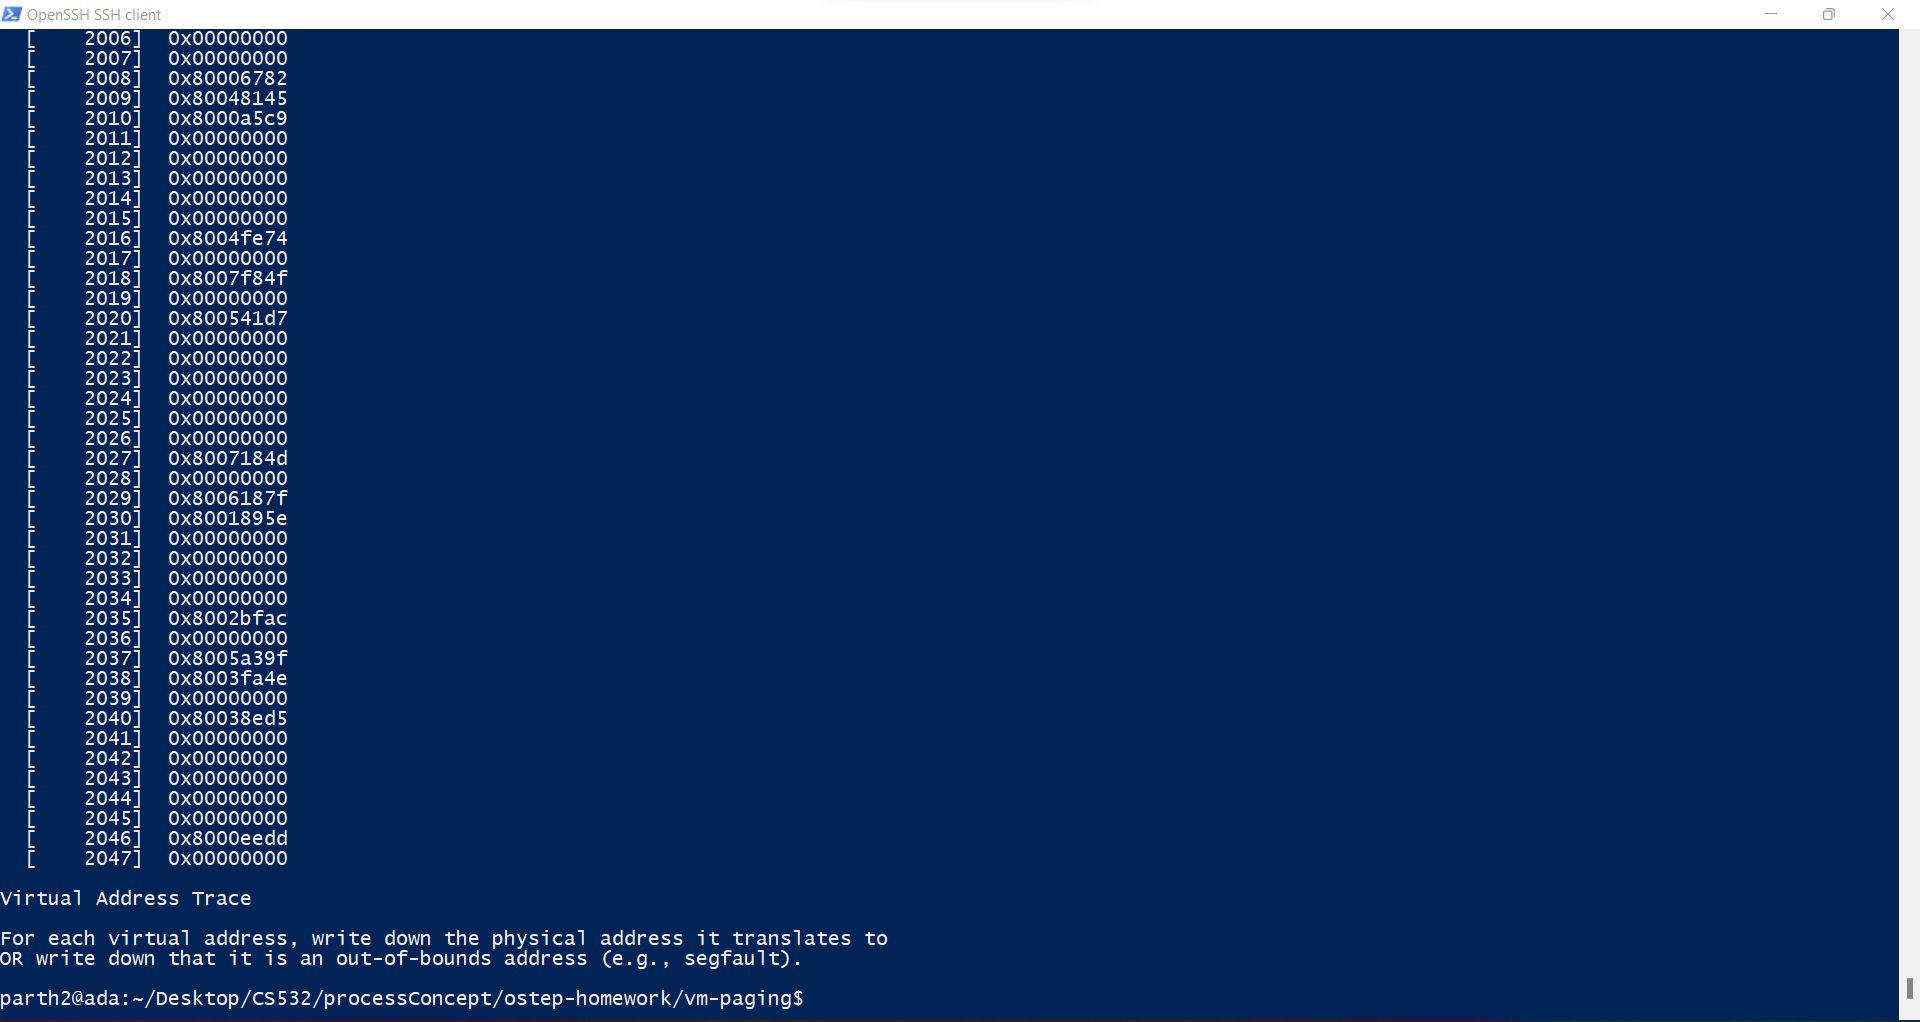 OpenSSH SSH client
[    2006]  0x00000000
[    2007]  0x00000000
[    2008]  0x80006782
[    2009]  0x80048145
[    2010]  0x8000a5c9
[    2011]  0x00000000
[    2012]  0x00000000
[    2013]  0x00000000
[    2014]  0x00000000
[    2015]  0x00000000
[    2016]  0x8004fe74
[    2017]  0x00000000
[    2018]  0x8007f84f
[    2019]  0x00000000
[    2020]  0x800541d7
[    2021]  0x00000000
[    2022]  0x00000000
[    2023]  0x00000000
[    2024]  0x00000000
[    2025]  0x00000000
[    2026]  0x00000000
[    2027]  0x8007184d
[    2028]  0x00000000
[    2029]  0x8006187f
[    2030]  0x8001895e
[    2031]  0x00000000
[    2032]  0x00000000
[    2033]  0x00000000
[    2034]  0x00000000
[    2035]  0x8002bfac
[    2036]  0x00000000
[    2037]  0x8005a39f
[    2038]  0x8003fa4e
[    2039]  0x00000000
[    2040]  0x80038ed5
[    2041]  0x00000000
[    2042]  0x00000000
[    2043]  0x00000000
[    2044]  0x00000000
[    2045]  0x00000000
[    2046]  0x8000eedd
[    2047]  0x00000000
Virtual Address Trace
For each virtual address, write down the physical address it translates to
OR write down that it is an out-of-bounds address (e.g., segfault).
parth2@ada:~/Desktop/CS532/processConcept/ostep-homework/vm-paging$